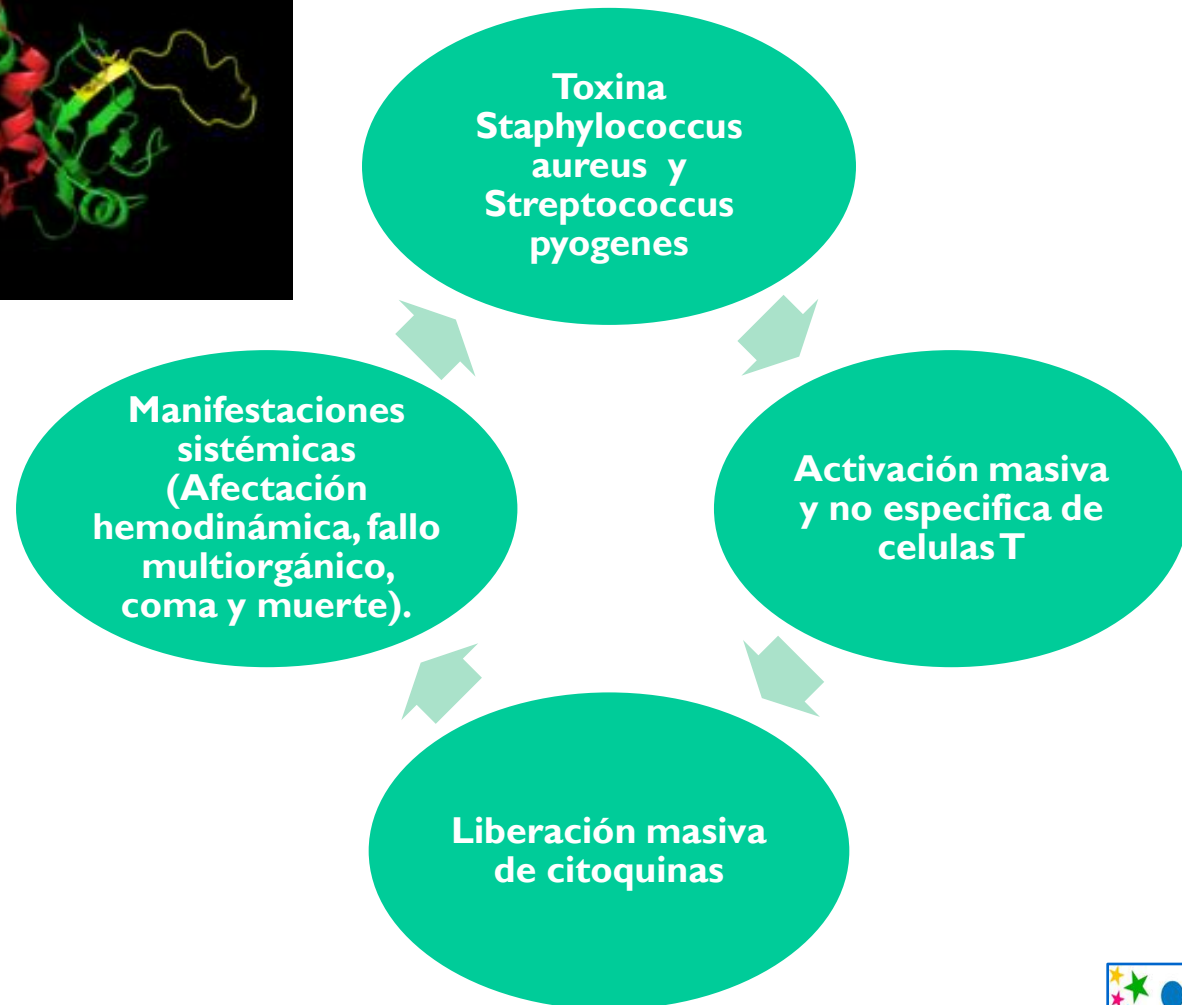 Toxina
Staphylococcus
aureus y
Streptococcus
pyogenes
Manifestaciones
sistémicas
(Afectación
hemodinámica, fallo
multiorgánico,
coma y muerte).
Activación masiva
y no especifica de
celulas T
Liberación masiva
de citoquinas